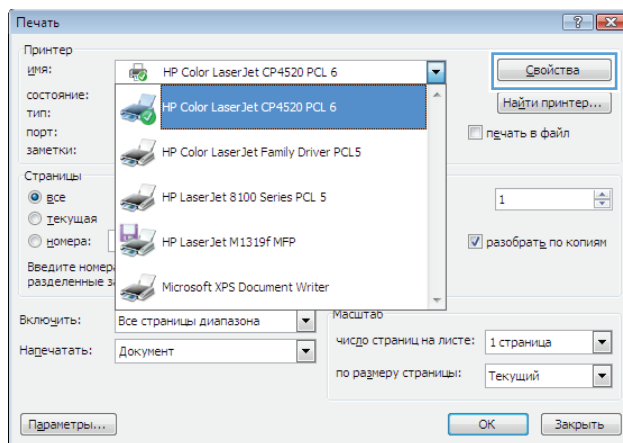 Печать
Принтер
имя: HP Color LaserJet CP4520 PCL 6
Свойства
состояние:
HP Color LaserJet CP4520 PCL 6
Найти принтер...
тип:
порт:
HP Color LaserJet Family Driver PCL5
печать в файл
заметки:
Страницы
все
HP LaserJet 8100 Series PCL 5
1
текущая
номера:
HP LaserJet M1319f MFP
разобрать по копиям
Введите
разделенные
Microsoft XPS Document Writer
Включить: Все страницы диапазона
Масштаб
число страниц на листе: 1 страница
Напечатать: Документ
по размеру страницы: Текущий
Параметры...
OK
Закрыть